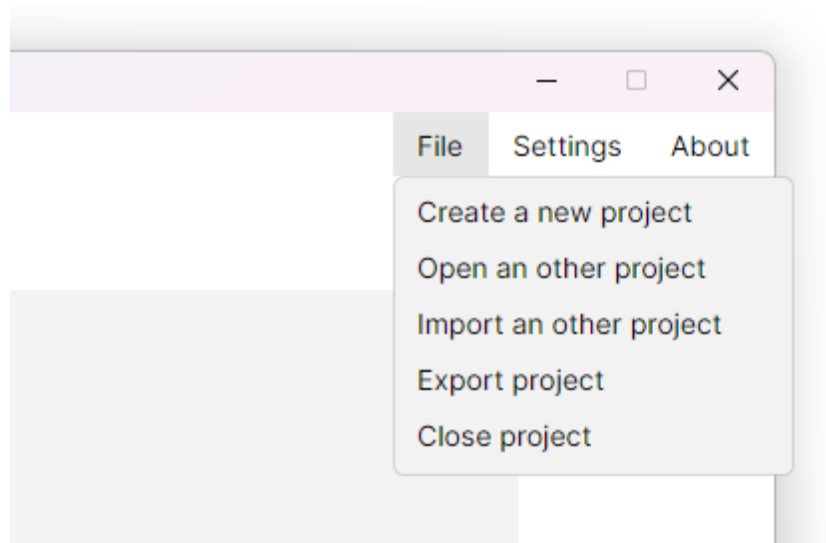 File Settings About
Create a new project
Open an other project
Import an other project
Export project
Close project